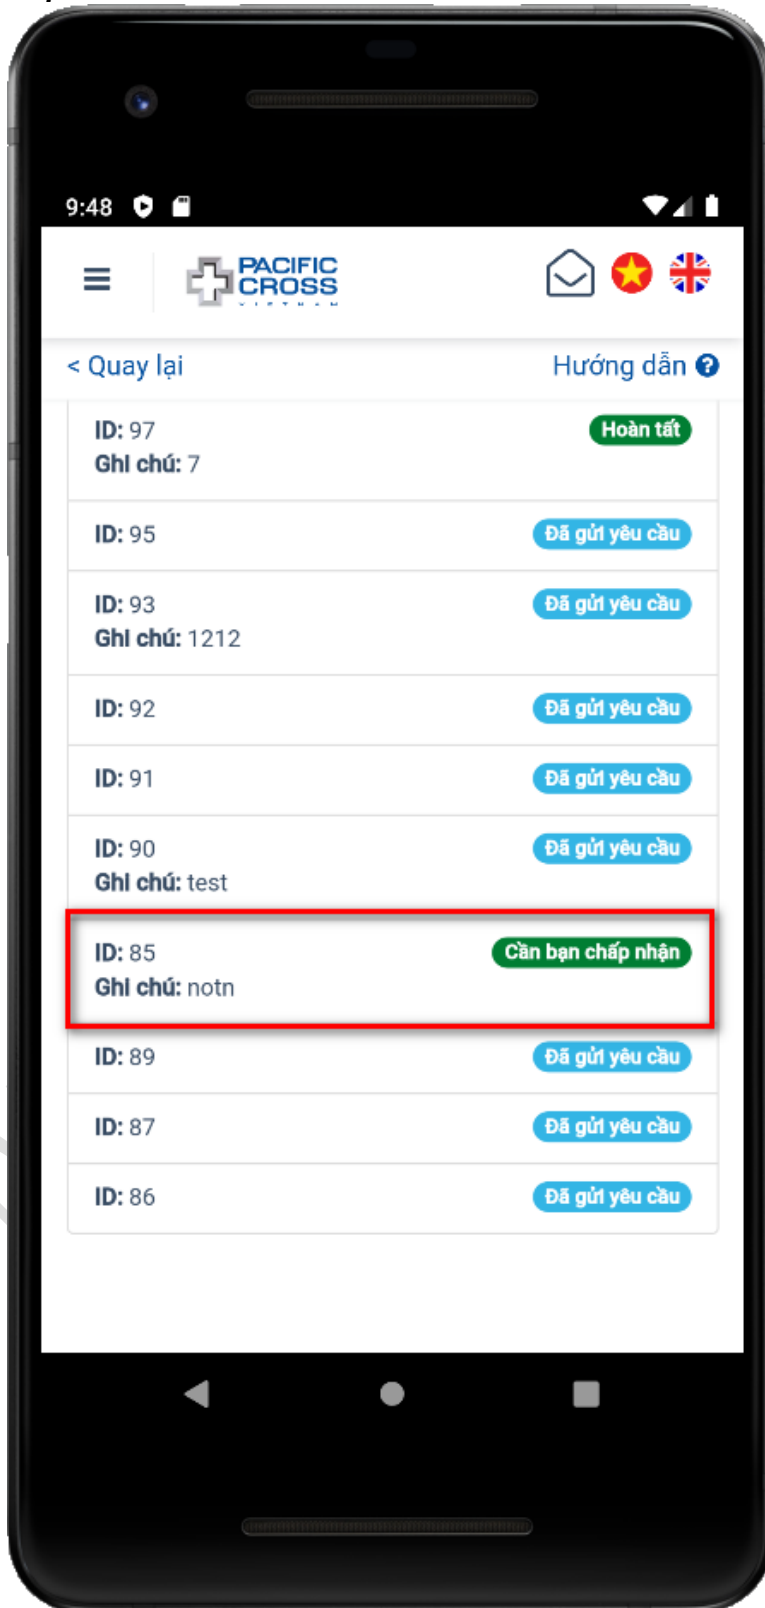 9:48
PACIFIC
CROSS
VIETNAM
< Quay lại
Hướng dẫn
ID: 97
Hoàn tất
Ghi chú: 7
ID: 95
Đã gửi yêu cầu
ID: 93
Đã gửi yêu cầu
Ghi chú: 1212
ID: 92
Đã gửi yêu cầu
ID: 91
Đã gửi yêu cầu
ID: 90
Đã gửi yêu cầu
Ghi chú: test
ID: 85
Cần bạn chấp nhận
Ghi chú: notn
ID: 89
Đã gửi yêu cầu
ID: 87
Đã gửi yêu cầu
ID: 86
Đã gửi yêu cầu